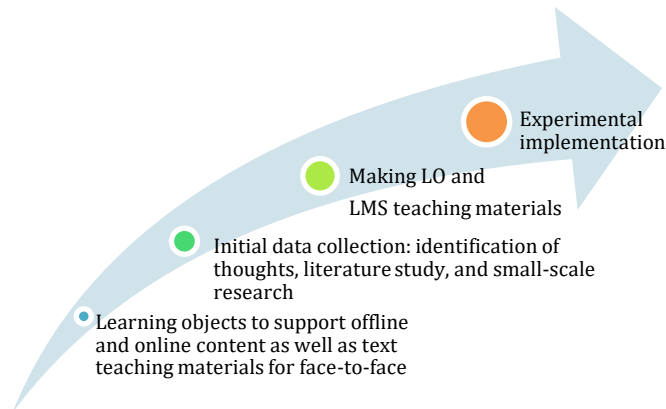 Experimental
implementation
Making LO and
LMS teaching materials
Initial data collection: identification of
thoughts, literature study, and small-scale
research
Learning objects to support offline
and online content as well as text
teaching materials for face-to-face